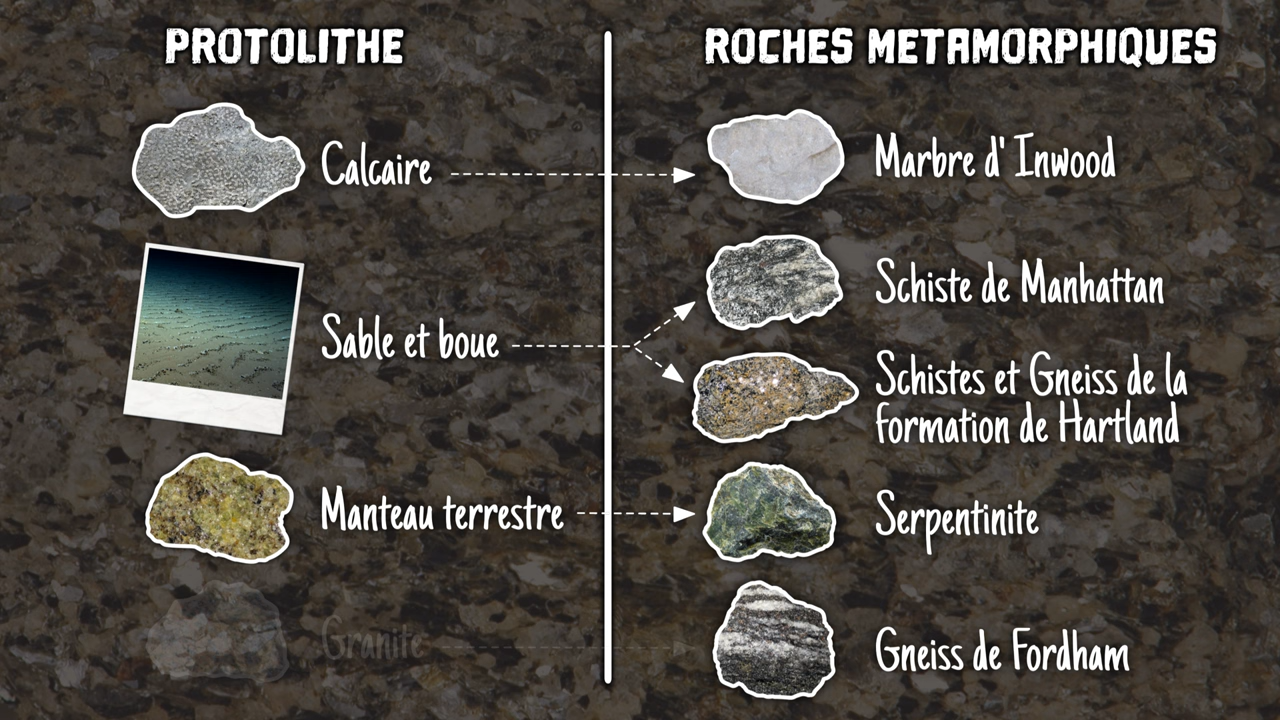 PROTOLITHE
ROCHES METAMORPHIQUES
Calcaire
Marbre d' Inwood
Sable et boue
Schiste de Manhattan
Schistes et Gneiss de la
formation de Hartland
Manteau terrestre
Serpentinite
Granite
Gneiss de Fordham